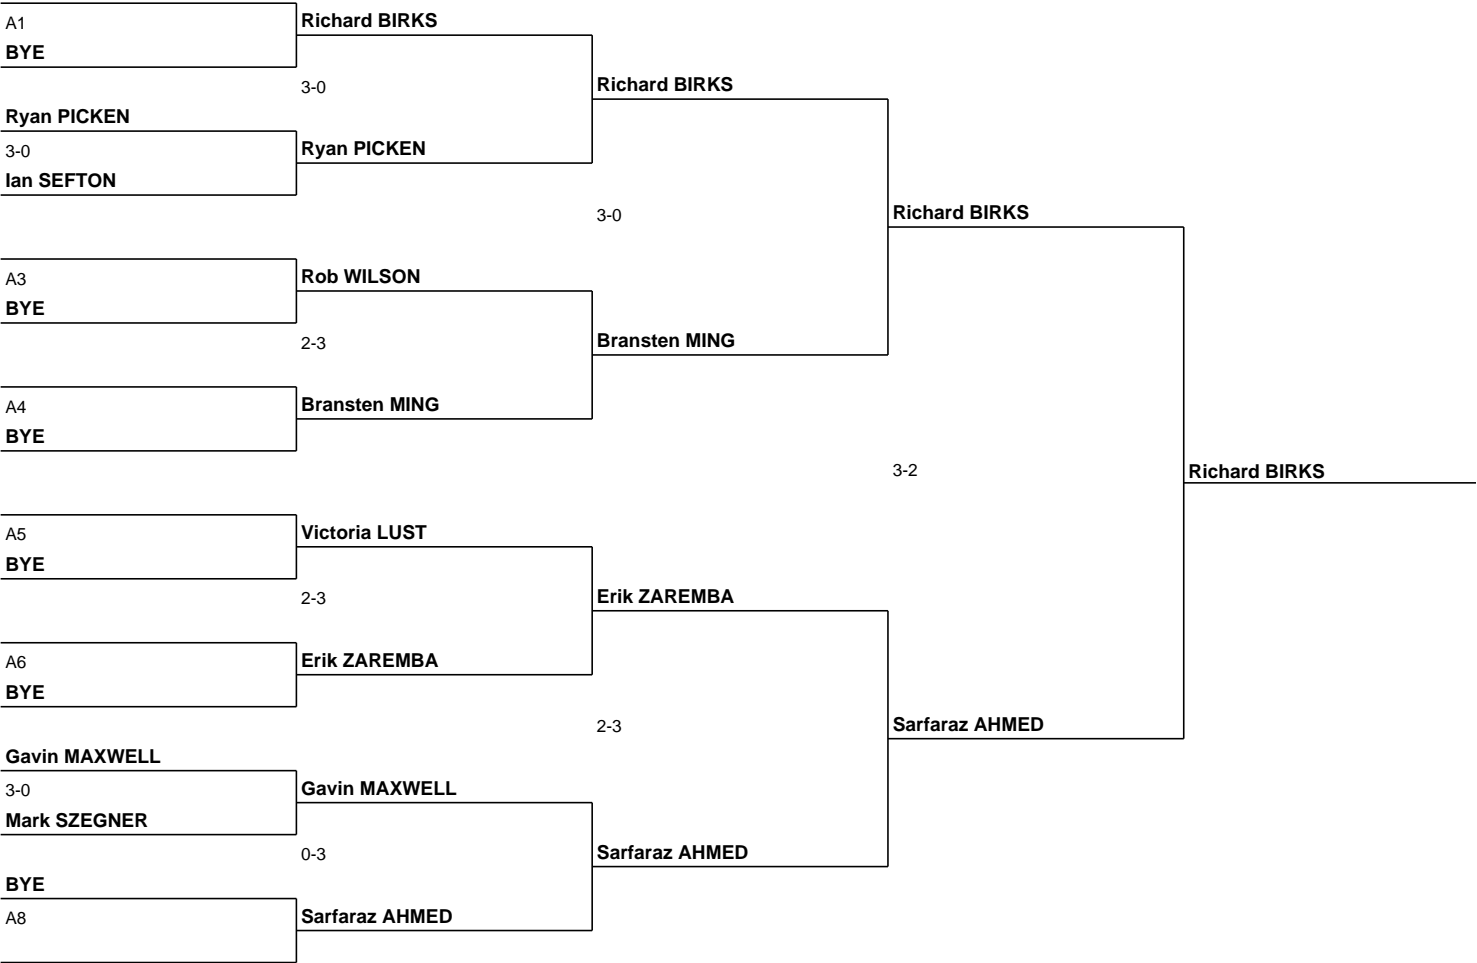 A1
BYE
Richard BIRKS
3-0
Ryan PICKEN
3-0
Ian SEFTON
Ryan PICKEN
Richard BIRKS
3-0
A3
BYE
Rob WILSON
2-3
A4
BYE
Bransten MING
Bransten MING
Richard BIRKS
3-2
Richard BIRKS
A5
BYE
Victoria LUST
2-3
A6
BYE
Erik ZAREMBA
Erik ZAREMBA
2-3
Gavin MAXWELL
3-0
Mark SZEGNER
Gavin MAXWELL
0-3
BYE
A8
Sarfaraz AHMED
Sarfaraz AHMED
Sarfaraz AHMED